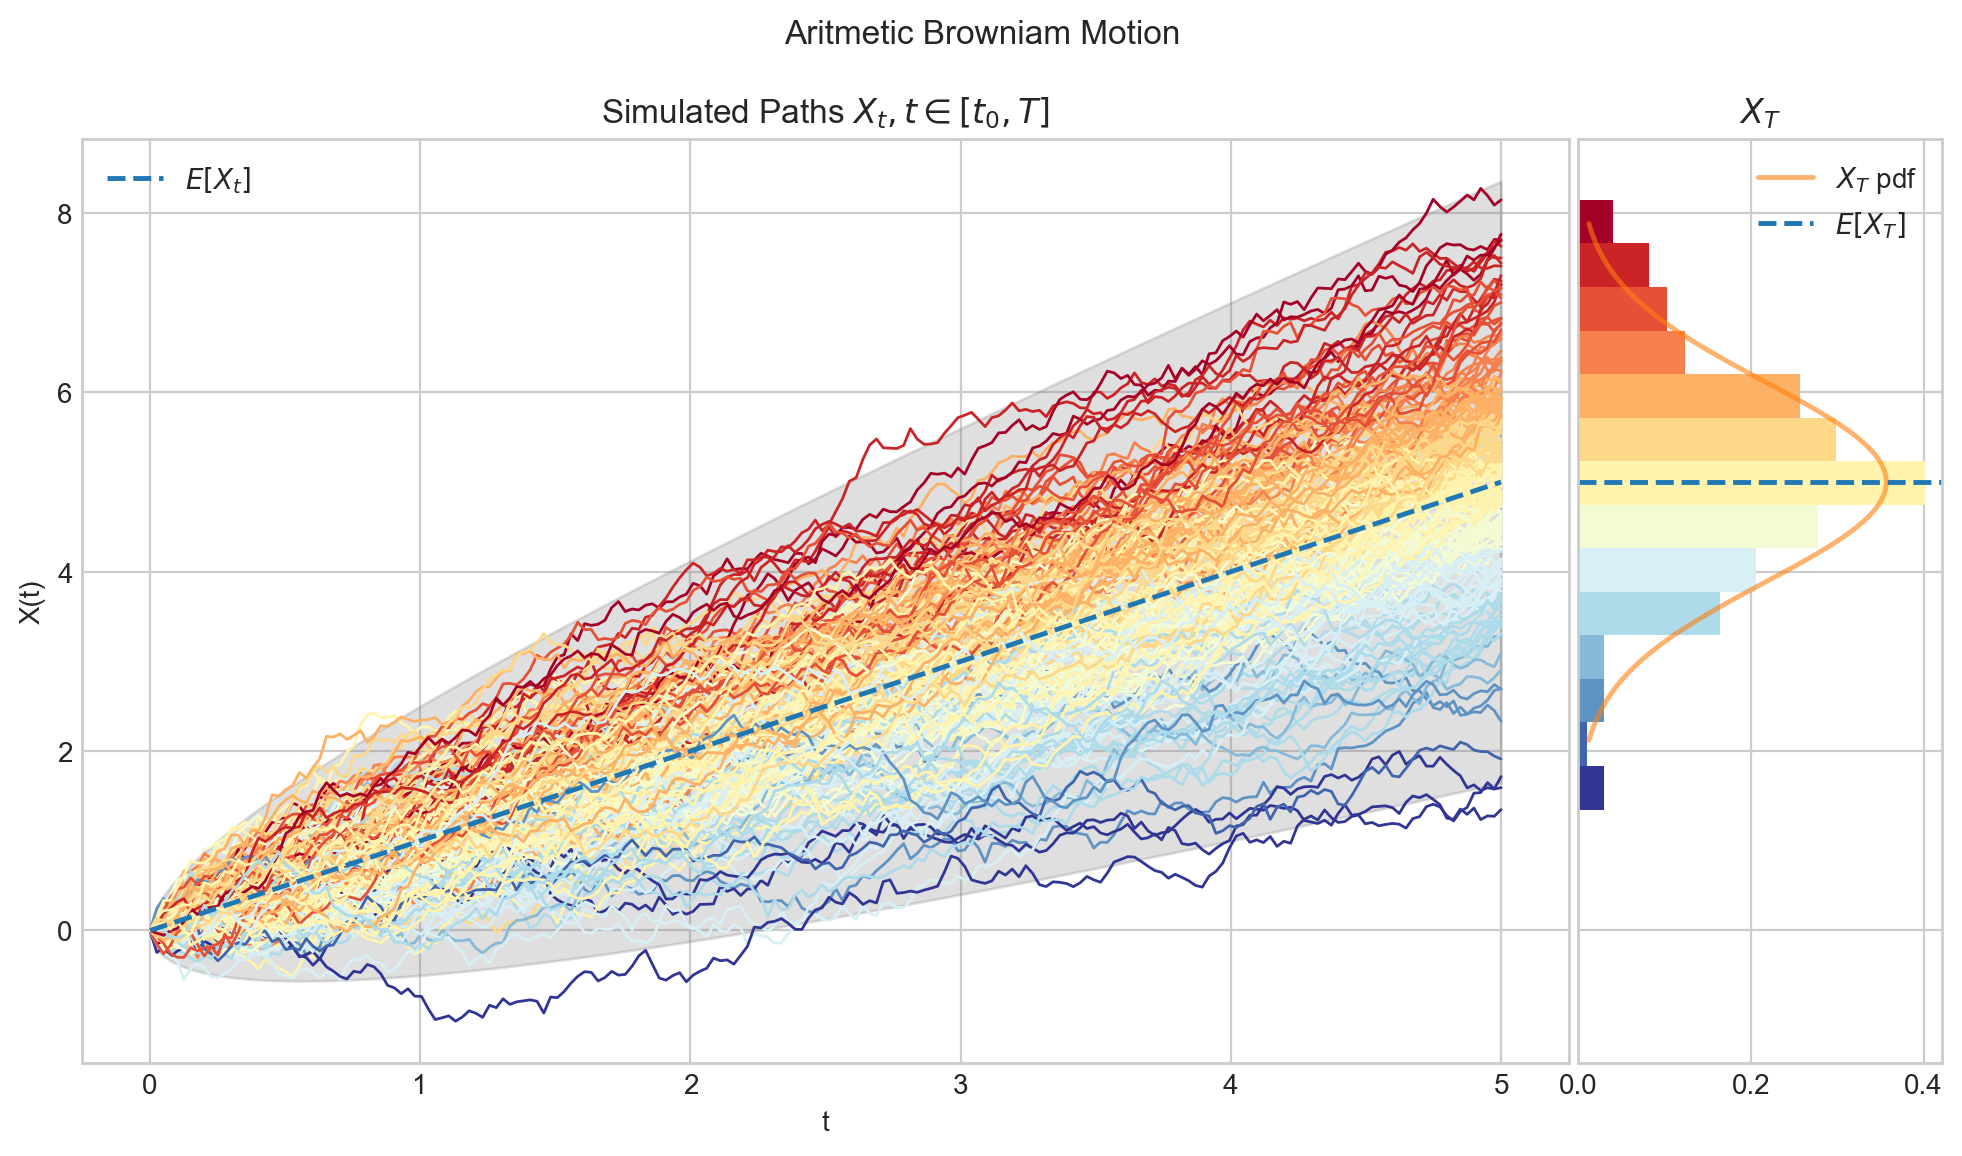 Aritmetic Browniam Motion
Simulated Paths $X_t, t \in [t_0, T]$
$X_T$
$E[X_t]$
$X_T$ pdf
$E[X_T]$
8
6
4
2
0
X(t)
0 1 2 3 4 5 0.0 0.2 0.4
t